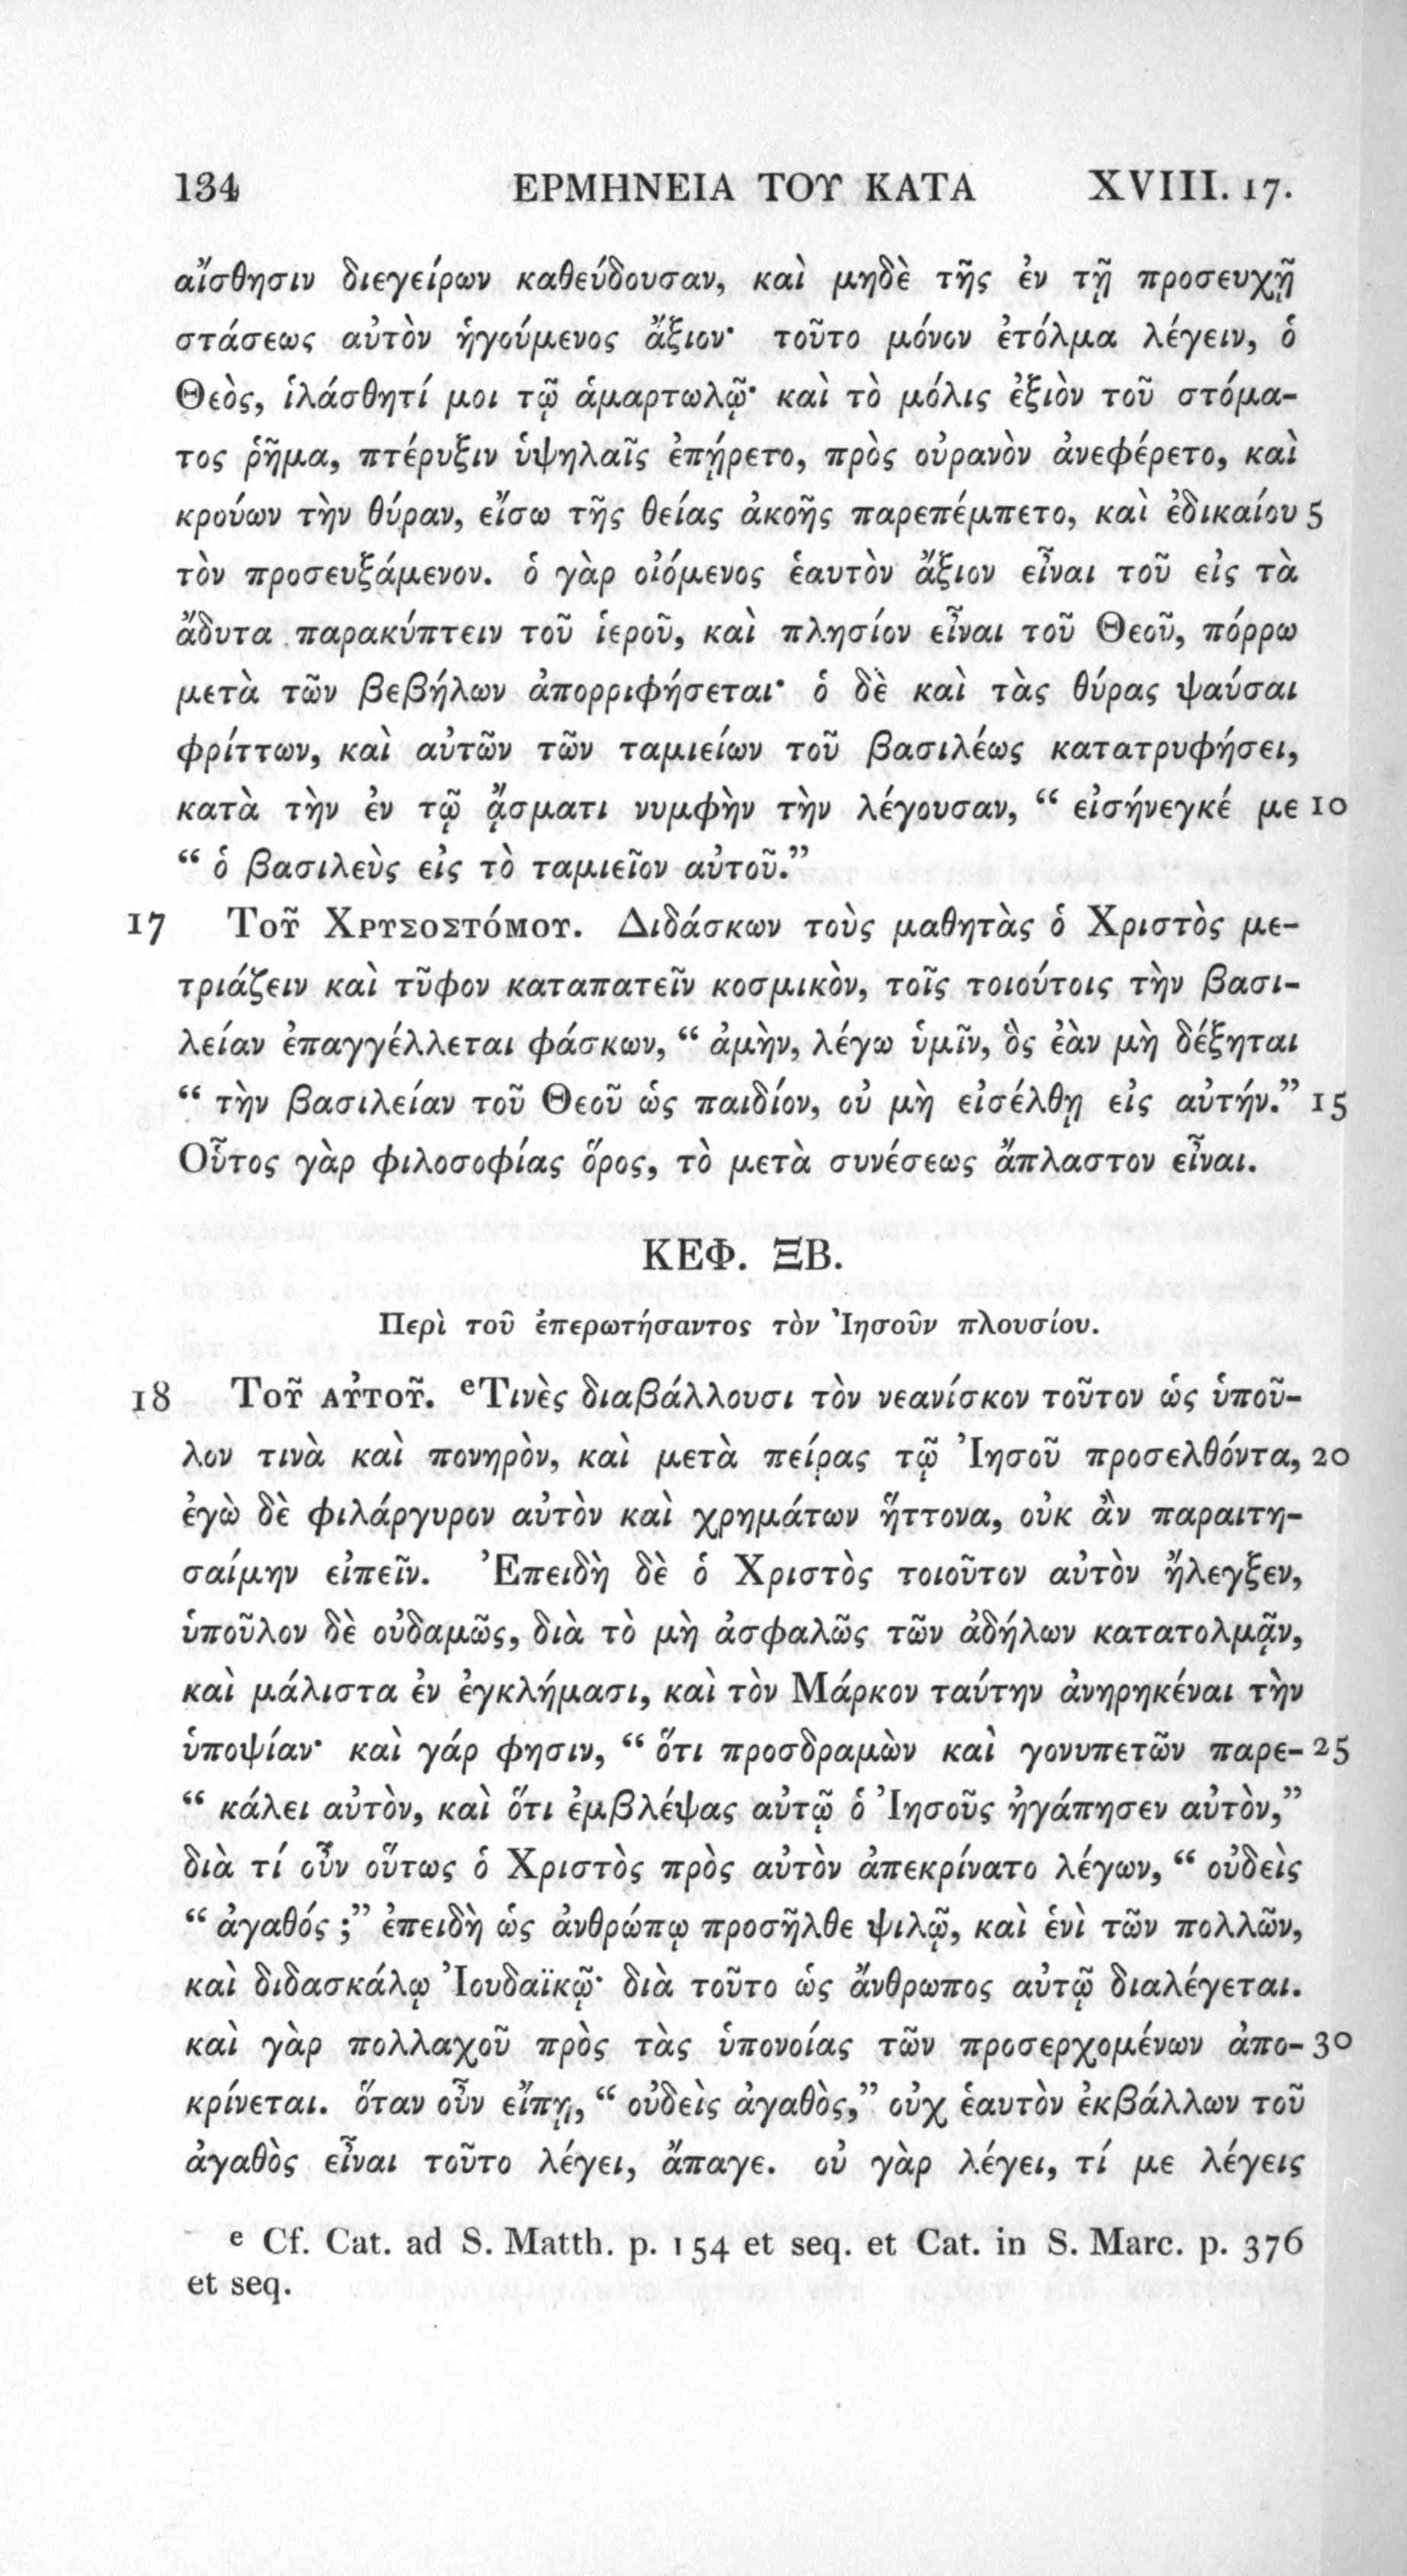 134 ΕΡΜΗΝΕΙΑ ΤΟΥ ΚΑΤΑ XVIII. 17.
αἴσθησιν διεγείρων καθεύδουσαν, καὶ μηδὲ τῆς ἐν τῇ προσευχῇ
στάσεως αὐτὸν ἡγούμενος ἄξιον· τοῦτο μόνον ἐτόλμα λέγειν, ὁ
Θεὸς, ἱλάσθητί μοι τῷ ἁμαρτωλῷ· καὶ τὸ μόλις ἐξιὸν τοῦ στόμα-
τος ῥῆμα, πτέρυξιν ὑψηλαῖς ἐπῄρετο, πρὸς οὐρανὸν ἀνεφέρετο, καὶ
κρούων τὴν θύραν, εἴσω τῆς θείας ἀκοῆς παρεπέμπετο, καὶ ἐδικαίου 5
τὸν προσευξάμενον. ὁ γὰρ οἰόμενος ἑαυτὸν ἄξιον εἶναι τοῦ εἰς τὰ
ἄδυτα παρακύπτειν τοῦ ἱεροῦ, καὶ πλησίον εἶναι τοῦ Θεοῦ, πόρρω
μετὰ τῶν βεβήλων ἀπορριφήσεται· ὁ δὲ καὶ τὰς θύρας ψαύσαι
φρίττων, καὶ αὐτῶν τῶν ταμιείων τοῦ βασιλέως κατατρυφήσει,
κατὰ τὴν ἐν τῷ ᾄσματι νυμφὴν τὴν λέγουσαν, “ εἰσήνεγκέ με 10
“ ὁ βασιλεὺς εἰς τὸ ταμιεῖον αὐτοῦ.”
17 Τοῦ Χρυσοστόμου. Διδάσκων τοὺς μαθητὰς ὁ Χριστὸς με-
τριάζειν καὶ τῦφον καταπατεῖν κοσμικὸν, τοῖς τοιούτοις τὴν βασι-
λείαν ἐπαγγέλλεται φάσκων, “ ἀμὴν, λέγω ὑμῖν, ὃς ἐὰν μὴ δέξηται
“ τὴν βασιλείαν τοῦ Θεοῦ ὡς παιδίον, οὐ μὴ εἰσέλθῃ εἰς αὐτήν.” 15
Οὗτος γὰρ φιλοσοφίας ὅρος, τὸ μετὰ συνέσεως ἄπλαστον εἶναι.
ΚΕΦ. ΞΒ.
Περὶ τοῦ ἐπερωτήσαντος τὸν Ἰησοῦν πλουσίου.
18 Τοῦ αὐτοῦ. ᵉΤινὲς διαβάλλουσι τὸν νεανίσκον τοῦτον ὡς ὑποῦ-
λον τινὰ καὶ πονηρὸν, καὶ μετὰ πείρας τῷ Ἰησοῦ προσελθόντα, 20
ἐγὼ δὲ φιλάργυρον αὐτὸν καὶ χρημάτων ἥττονα, οὐκ ἂν παραιτη-
σαίμην εἰπεῖν. Ἐπειδὴ δὲ ὁ Χριστὸς τοιοῦτον αὐτὸν ἤλεγξεν,
ὑποῦλον δὲ οὐδαμῶς, διὰ τὸ μὴ ἀσφαλῶς τῶν ἀδήλων κατατολμᾷν,
καὶ μάλιστα ἐν ἐγκλήμασι, καὶ τὸν Μάρκον ταύτην ἀνῃρηκέναι τὴν
ὑποψίαν· καὶ γάρ φησιν, “ ὅτι προσδραμὼν καὶ γονυπετῶν παρε- 25
“ κάλει αὐτὸν, καὶ ὅτι ἐμβλέψας αὐτῷ ὁ Ἰησοῦς ἠγάπησεν αὐτὸν,”
διὰ τί οὖν οὕτως ὁ Χριστὸς πρὸς αὐτὸν ἀπεκρίνατο λέγων, “ οὐδεὶς
“ ἀγαθός ;” ἐπειδὴ ὡς ἀνθρώπῳ προσῆλθε ψιλῷ, καὶ ἑνὶ τῶν πολλῶν,
καὶ διδασκάλῳ Ἰουδαϊκῷ· διὰ τοῦτο ὡς ἄνθρωπος αὐτῷ διαλέγεται.
καὶ γὰρ πολλαχοῦ πρὸς τὰς ὑπονοίας τῶν προσερχομένων ἀπο- 30
κρίνεται. ὅταν οὖν εἴπῃ, “ οὐδεὶς ἀγαθὸς,” οὐχ ἑαυτὸν ἐκβάλλων τοῦ
ἀγαθὸς εἶναι τοῦτο λέγει, ἄπαγε. οὐ γὰρ λέγει, τί με λέγεις
ᵉ Cf. Cat. ad S. Matth. p. 154 et seq. et Cat. in S. Marc. p. 376
et seq.